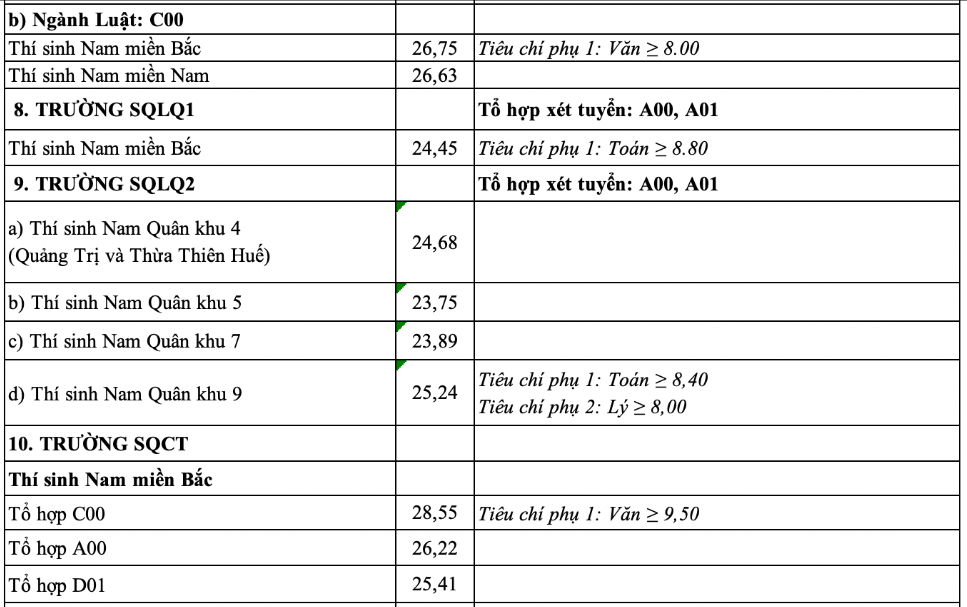 b) Ngành Luật: C00
Thí sinh Nam miền Bắc 26,75 Tiêu chí phụ 1: Văn ≥ 8.00
Thí sinh Nam miền Nam 26,63
8. TRƯỜNG SQLQ1 Tổ hợp xét tuyển: A00, A01
Thí sinh Nam miền Bắc 24,45 Tiêu chí phụ 1: Toán ≥ 8.80
9. TRƯỜNG SQLQ2 Tổ hợp xét tuyển: A00, A01
a) Thí sinh Nam Quân khu 4
(Quảng Trị và Thừa Thiên Huế) 24,68
b) Thí sinh Nam Quân khu 5 23,75
c) Thí sinh Nam Quân khu 7 23,89
d) Thí sinh Nam Quân khu 9 25,24 Tiêu chí phụ 1: Toán ≥ 8,40
Tiêu chí phụ 2: Lý ≥ 8,00
10. TRƯỜNG SQCT
Thí sinh Nam miền Bắc
Tổ hợp C00 28,55 Tiêu chí phụ 1: Văn ≥ 9,50
Tổ hợp A00 26,22
Tổ hợp D01 25,41